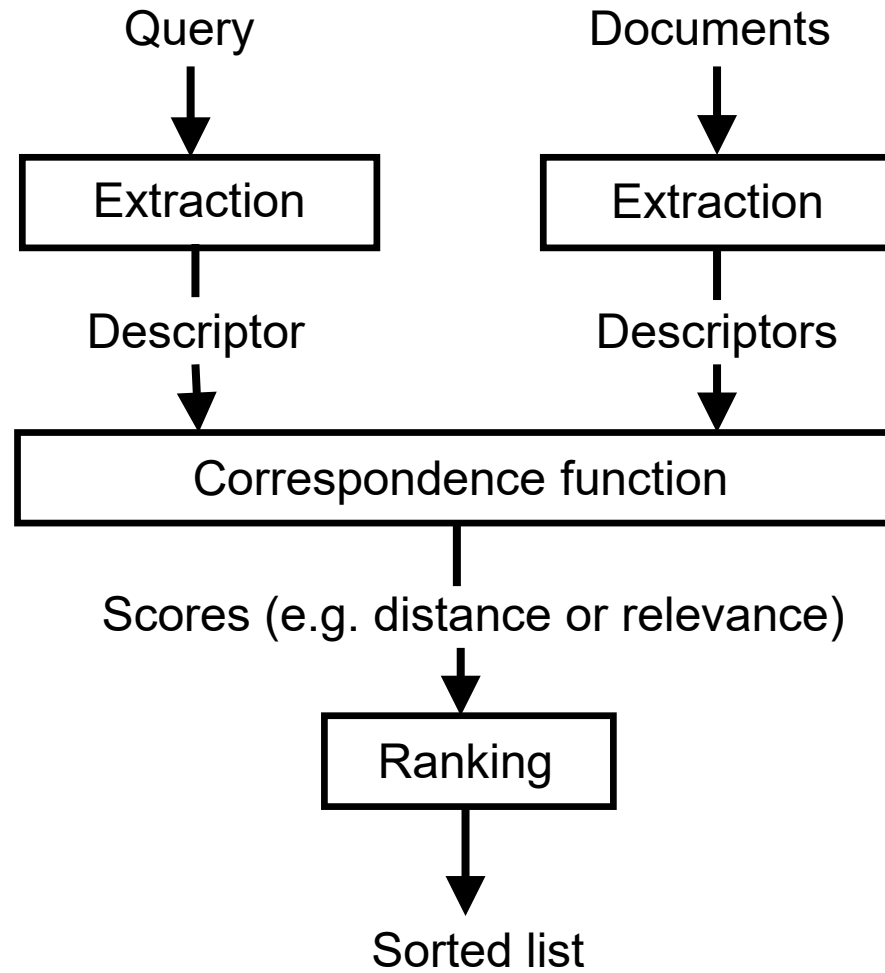 Query
Documents
Extraction
Extraction
Descriptor
Descriptors
Correspondence function
Scores (e.g. distance or relevance)
Ranking
Sorted list